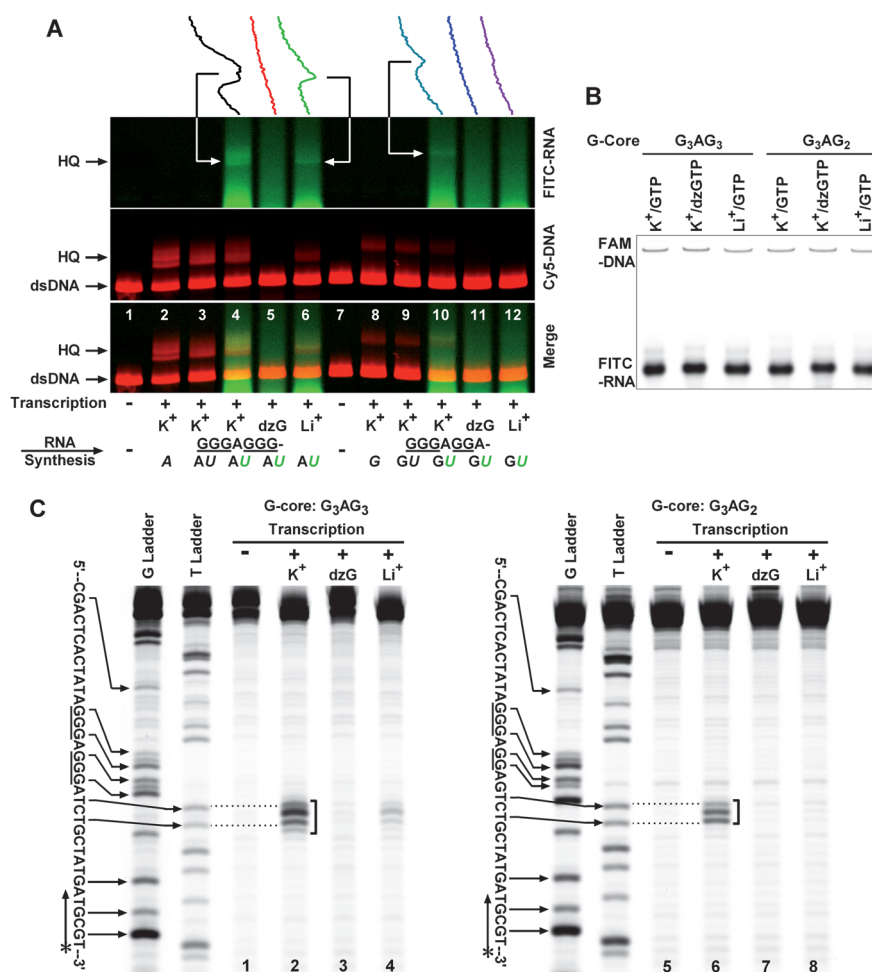 A
HQ
FITC-RNA
HQ
dsDNA
Cy5-DNA
1 2 3 4 5 6 7 8 9 10 11 12
HQ
dsDNA
Merge
Transcription - + + + + + - + + + + +
K+ K+ K+ dzG Li+ K+ K+ K+ dzG Li+
RNA GGGAGGG- GGGAGGA-
Synthesis - A AU AU AU AU - G GU GU GU GU
B
G-Core G3AG3 G3AG2
K+/GTP K+/dzGTP Li+/GTP K+/GTP K+/dzGTP Li+/GTP
FAM
-DNA
FITC
-RNA
C
G-core: G3AG3
Transcription
G Ladder T Ladder - + + +
K+ dzG Li+
5'--CGACTCACTATAGGGAGGGATCTGCTATGATGCGT--3'
*
1 2 3 4
G-core: G3AG2
Transcription
G Ladder T Ladder - + + +
K+ dzG Li+
5'--CGACTCACTATAGGGAGGAGTCTGCTATGATGCGT--3'
*
5 6 7 8